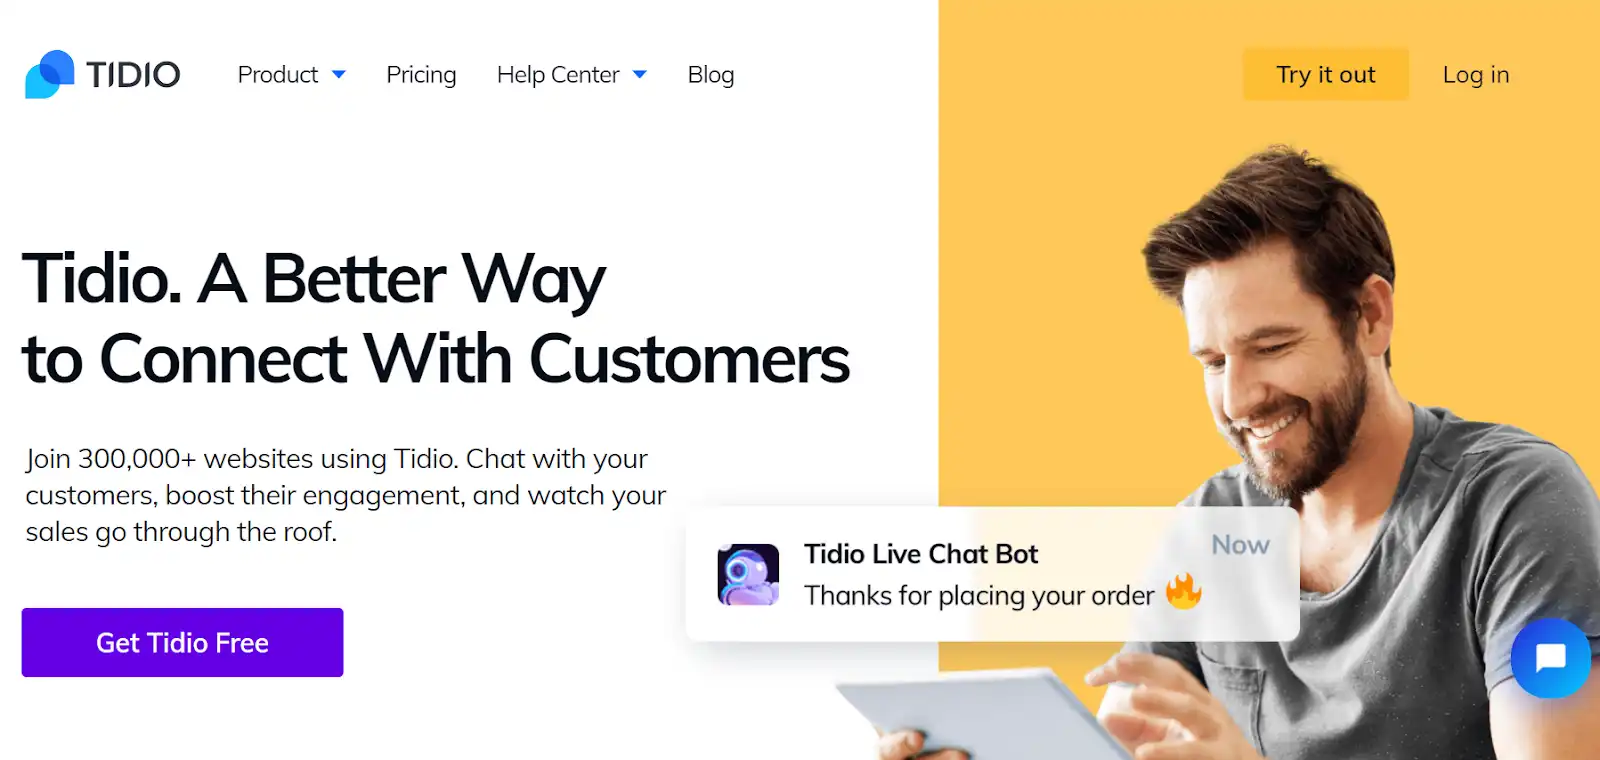 TIDIO
Product
Pricing
Help Center
Blog
Try it out
Log in
Tidio. A Better Way
to Connect With Customers
Join 300,000+ websites using Tidio. Chat with your
customers, boost their engagement, and watch your
sales go through the roof.
Get Tidio Free
Tidio Live Chat Bot
Now
Thanks for placing your order 🔥